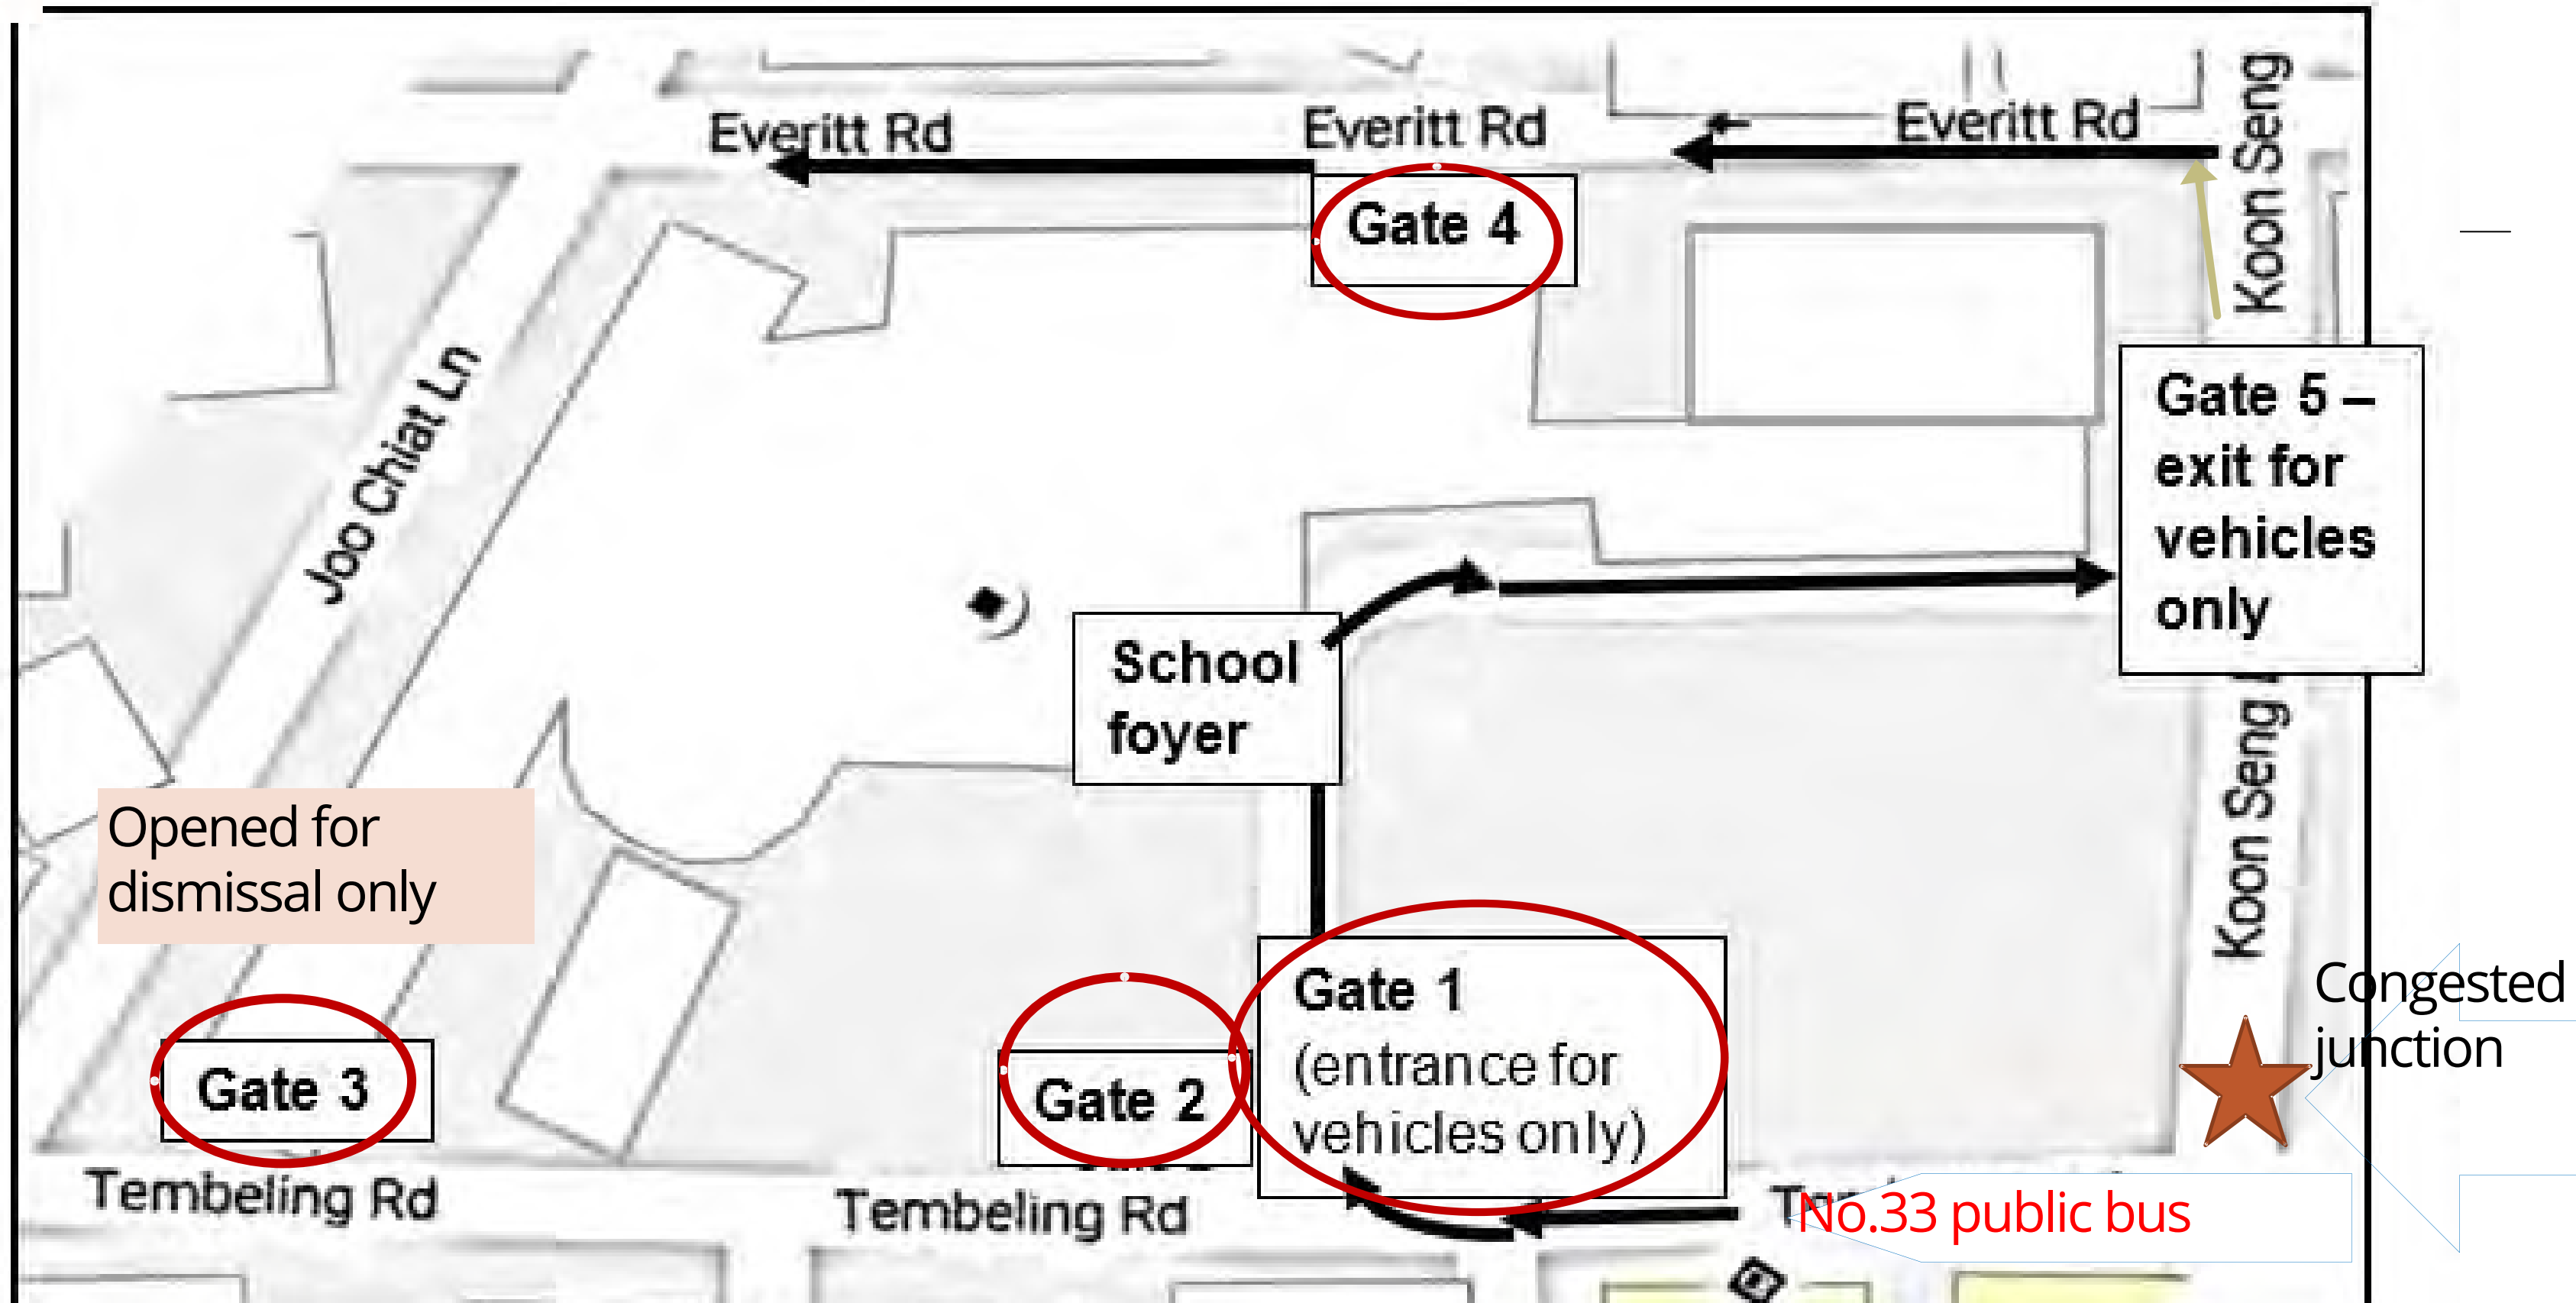 Everitt Rd
Everitt Rd
Everitt Rd
Koon Seng
Gate 4
Joo Chiat Ln
Gate 5 –
exit for
vehicles
only
School
foyer
Koon Seng
Opened for
dismissal only
Gate 1
(entrance for
vehicles only)
Gate 2
Gate 3
Congested
junction
Tembeling Rd
Tembeling Rd
No.33 public bus